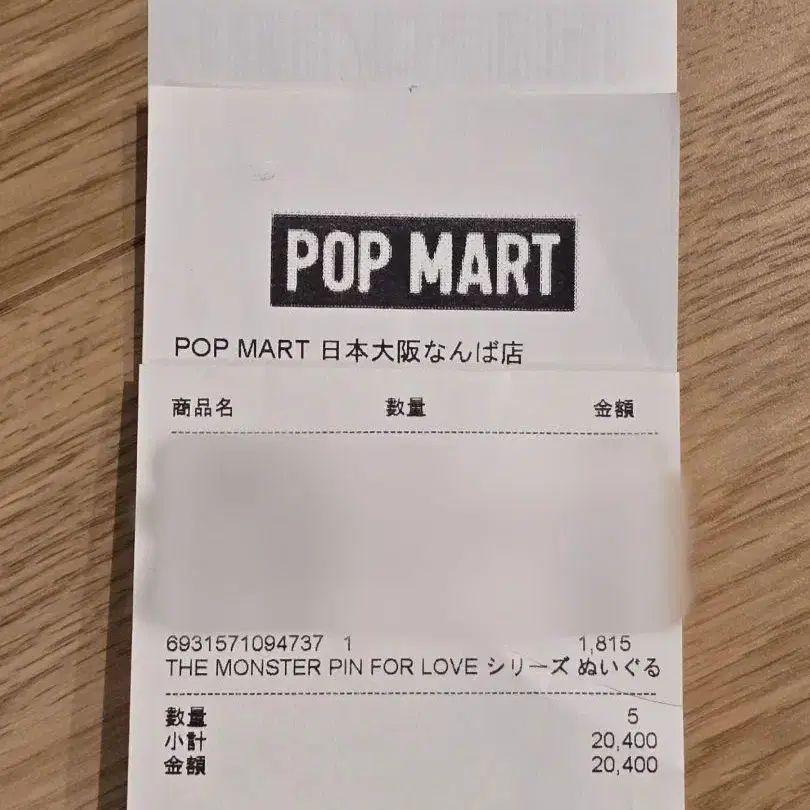 POP MART
POP MART 日本大阪なんば店
商品名 數量 金額
6931571094737 1 1,815
THE MONSTER PIN FOR LOVE シリーズ ぬいぐる
數量 5
小計 20,400
金額 20,400